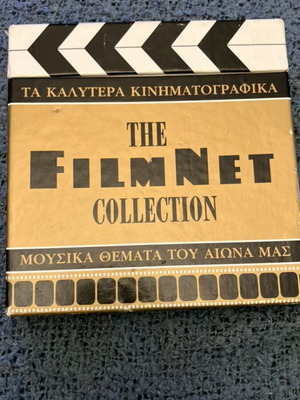 ΤΑ ΚΑΛΥΤΕΡΑ ΚΙΝΗΜΑΤΟΓΡΑΦΙΚΑ
THE
FILMNET
COLLECTION
ΜΟΥΣΙΚΑ ΘΕΜΑΤΑ ΤΟΥ ΑΙΩΝΑ ΜΑΣ